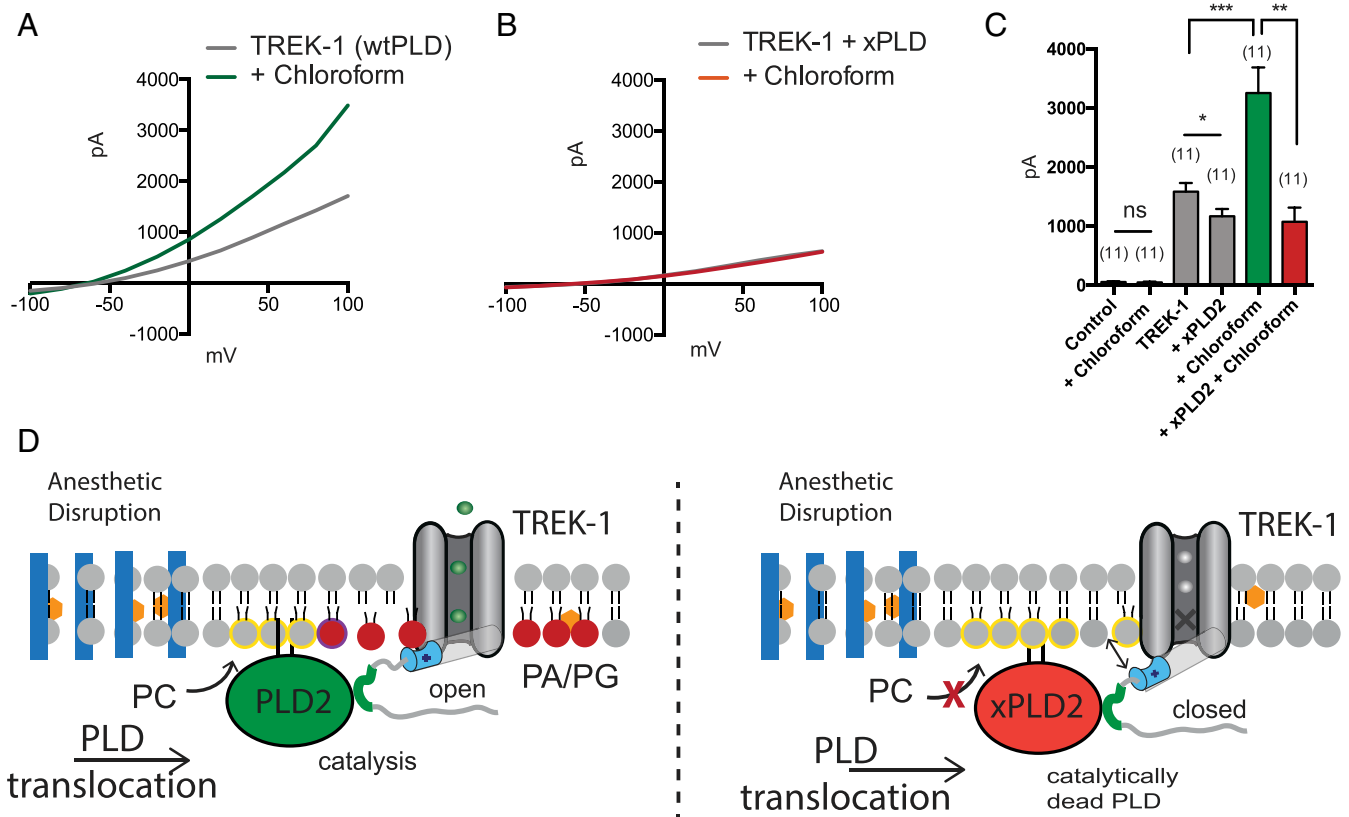 A
TREK-1 (wtPLD)
+ Chloroform
4000
3000
2000
1000
-1000
-100
-50
50
100
pA
mV
B
TREK-1 + xPLD
+ Chloroform
4000
3000
2000
1000
-1000
-100
-50
50
100
pA
mV
C
***
**
*
ns
(11)
(11)
(11)
(11)
(11)
(11)
4000
3000
2000
1000
0
pA
Control
+ Chloroform
TREK-1
+ xPLD2
+ Chloroform
+ xPLD2 + Chloroform
D
Anesthetic
Disruption
TREK-1
PC
PLD2
+
open
PA/PG
PLD
translocation
catalysis
Anesthetic
Disruption
TREK-1
PC
X
xPLD2
+
closed
PLD
translocation
catalytically
dead PLD